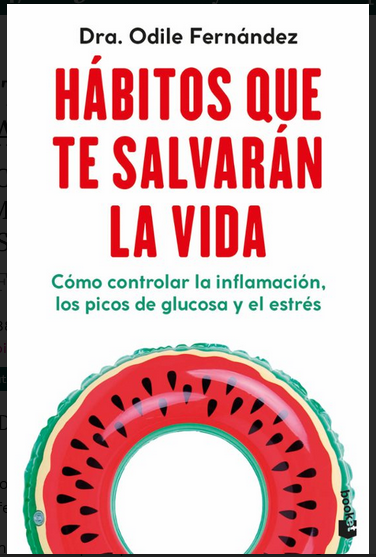 Dra. Odile Fernández
HÁBITOS QUE
TE SALVARÁN
LA VIDA
Cómo controlar la inflamación,
los picos de glucosa y el estrés
booket